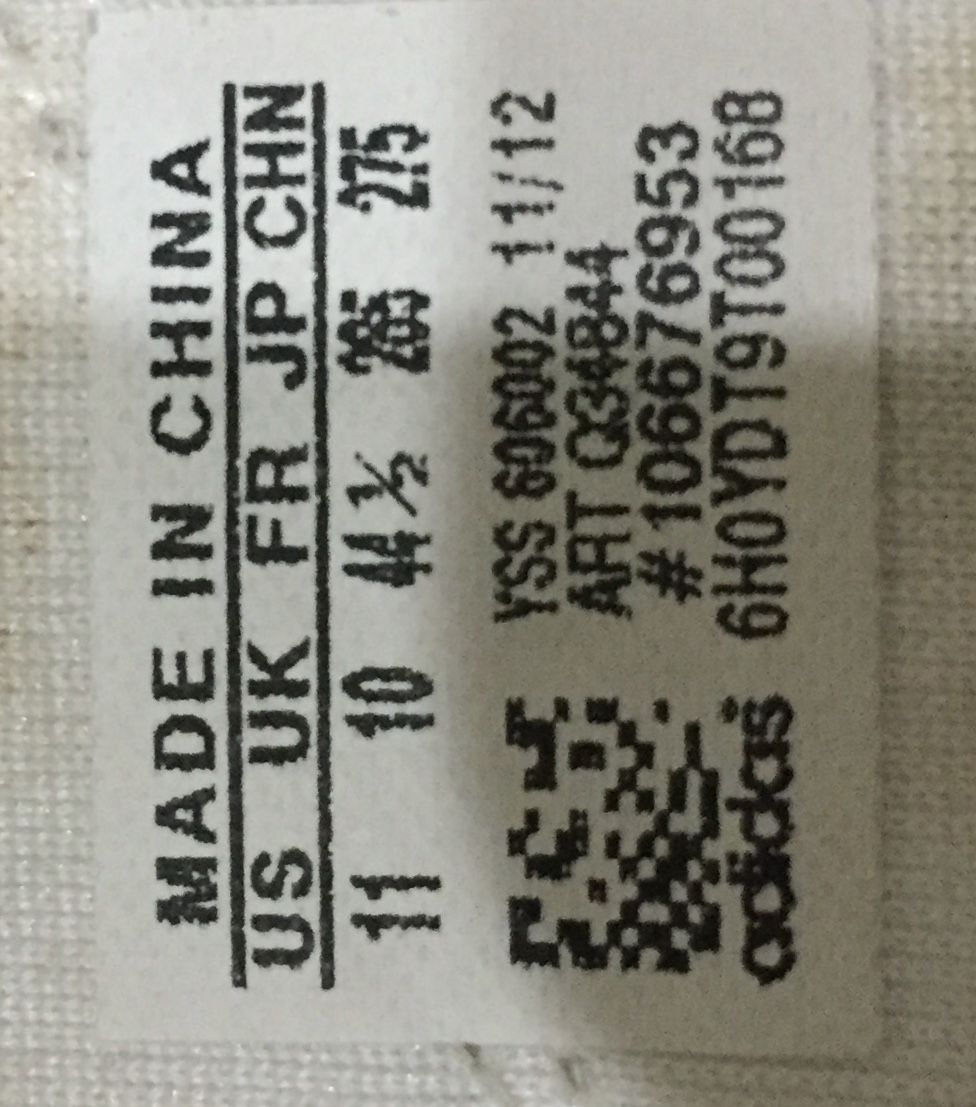 MADE IN CHINA
US UK FR JP CHN
11 10 44½ 285 275
YSS 606002 11/12
ART Q34844
# 106676953
6H0YDT9T00168
adidas